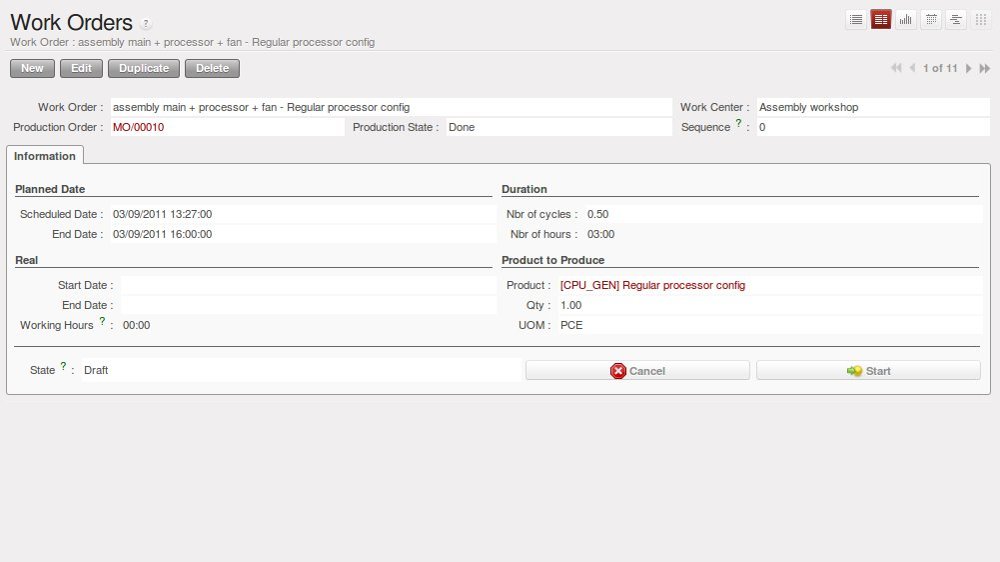 Work Orders ?
Work Order : assembly main + processor + fan - Regular processor config
New Edit Duplicate Delete 1 of 11
Work Order : assembly main + processor + fan - Regular processor config Work Center : Assembly workshop
Production Order : MO/00010 Production State : Done Sequence ? : 0
Information
Planned Date Duration
Scheduled Date : 03/09/2011 13:27:00 Nbr of cycles : 0.50
End Date : 03/09/2011 16:00:00 Nbr of hours : 03:00
Real Product to Produce
Start Date : Product : [CPU_GEN] Regular processor config
End Date : Qty : 1.00
Working Hours ? : 00:00 UOM : PCE
State ? : Draft Cancel Start